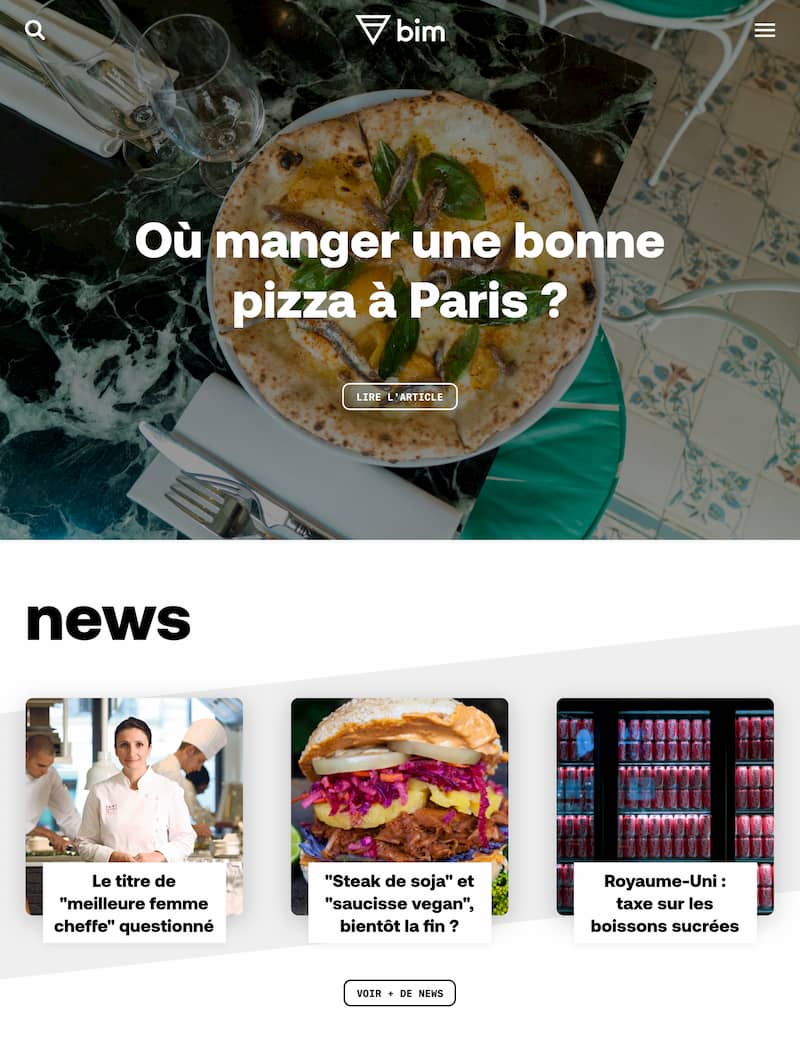 bim
Où manger une bonne
pizza à Paris ?
LIRE L'ARTICLE
news
Le titre de
"meilleure femme
cheffe" questionné
"Steak de soja" et
"saucisse vegan",
bientôt la fin ?
Royaume-Uni :
taxe sur les
boissons sucrées
VOIR + DE NEWS